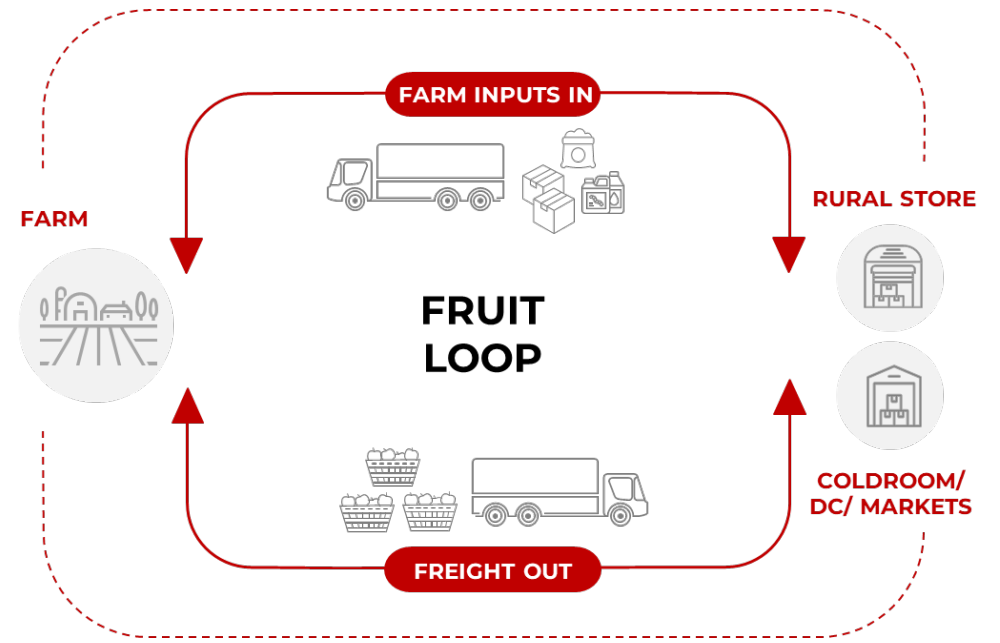 FARM INPUTS IN
FARM
RURAL STORE
FRUIT
LOOP
COLDROOM/
DC/ MARKETS
FREIGHT OUT